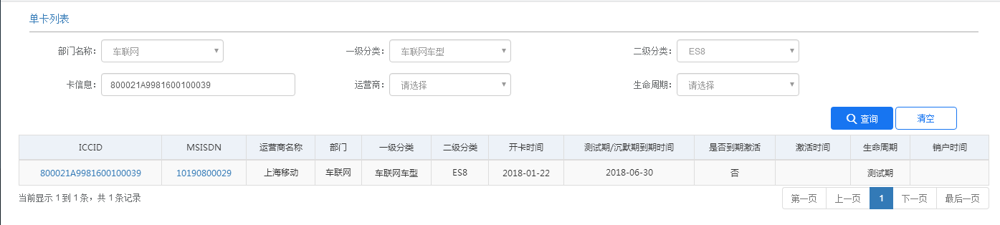 单卡列表
部门名称： 车联网 一级分类： 车联网车型 二级分类： ES8
卡信息： 800021A9981600100039 运营商： 请选择 生命周期： 请选择
查询 清空
ICCID MSISDN 运营商名称 部门 一级分类 二级分类 开卡时间 测试期/沉默期到期时间 是否到期激活 激活时间 生命周期 销户时间
800021A9981600100039 10190800029 上海移动 车联网 车联网车型 ES8 2018-01-22 2018-06-30 否 测试期
当前显示 1 到 1 条，共 1 条记录 第一页 上一页 1 下一页 最后一页